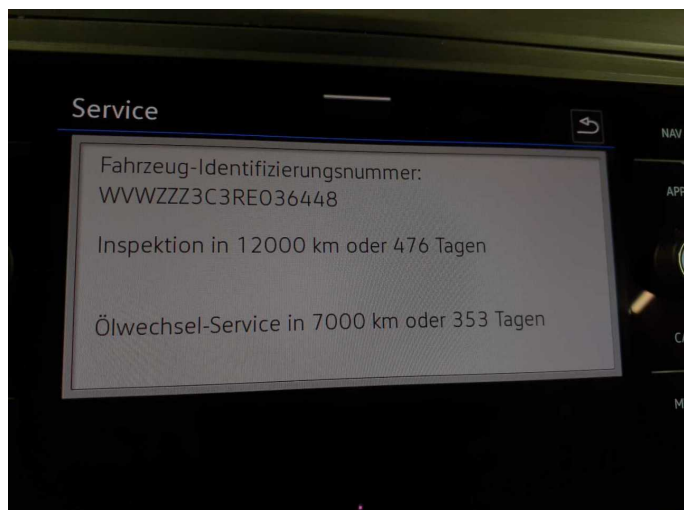 Service
NAV
Fahrzeug-Identifizierungsnummer:
WVWZZZ3C3RE036448
Inspektion in 12000 km oder 476 Tagen
Ölwechsel-Service in 7000 km oder 353 Tagen